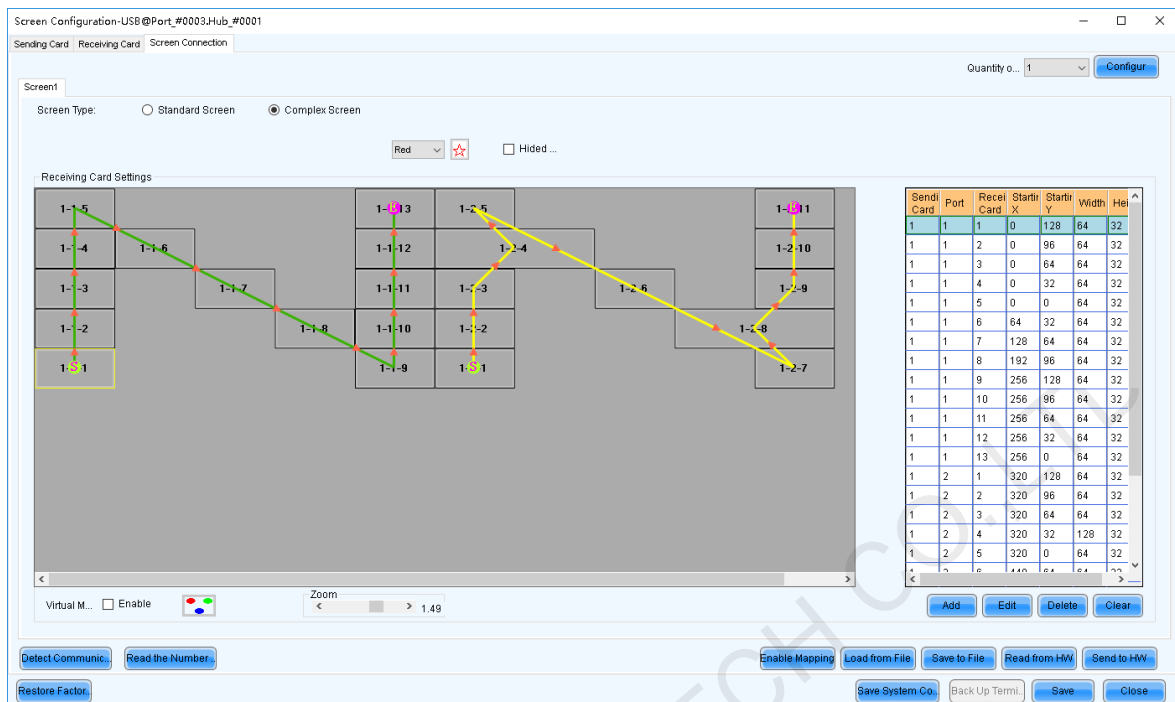 Screen Configuration-USB@Port_#0003.Hub_#0001
Sending Card Receiving Card Screen Connection
Quantity o... 1 Configur
Screen1
Screen Type: Standard Screen Complex Screen
Red Hided ...
Receiving Card Settings
1-1-5 1-1-13 1-2-5 1-2-11
1-1-4 1-1-6 1-1-12 1-2-4 1-2-10
1-1-3 1-1-7 1-1-11 1-2-3 1-2-6 1-2-9
1-1-2 1-1-8 1-1-10 1-2-2 1-2-8
1-S-1 1-1-9 1-S-1 1-2-7
Sendi Card Port Recei Card Startir X Startir Y Width Hei
1 1 1 0 128 64 32
1 1 2 0 96 64 32
1 1 3 0 64 64 32
1 1 4 0 32 64 32
1 1 5 0 0 64 32
1 1 6 64 32 64 32
1 1 7 128 64 64 32
1 1 8 192 96 64 32
1 1 9 256 128 64 32
1 1 10 256 96 64 32
1 1 11 256 64 64 32
1 1 12 256 32 64 32
1 1 13 256 0 64 32
1 2 1 320 128 64 32
1 2 2 320 96 64 32
1 2 3 320 64 64 32
1 2 4 320 32 128 32
1 2 5 320 0 64 32
1 2 6 448 64 64 32
Virtual M... Enable Zoom 1.49
Add Edit Delete Clear
Detect Communic.. Read the Number.. Enable Mapping Load from File Save to File Read from HW Send to HW
Restore Factor.. Save System Co.. Back Up Termi.. Save Close
TECH CO.,LTD